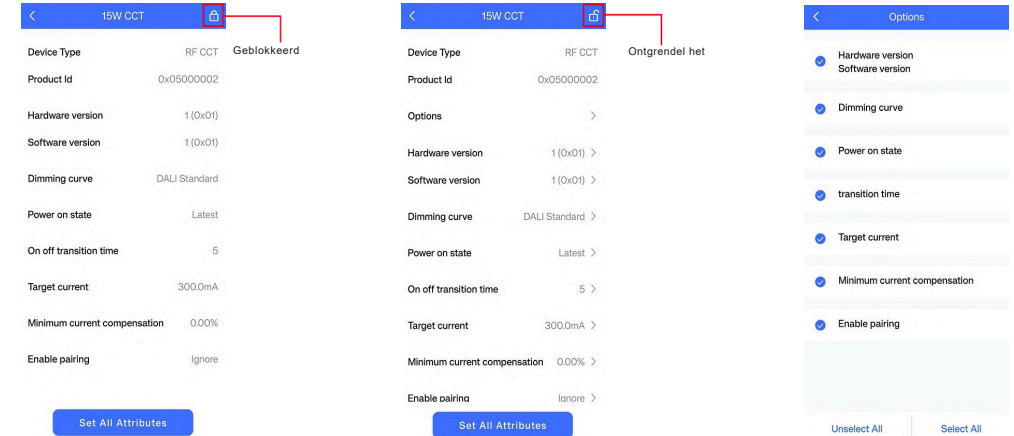 15W CCT
Device Type RF CCT
Product Id 0x05000002
Hardware version 1 (0x01)
Software version 1 (0x01)
Dimming curve DALI Standard
Power on state Latest
On off transition time 5
Target current 300.0mA
Minimum current compensation 0.00%
Enable pairing Ignore
Set All Attributes
Geblokkeerd
15W CCT
Device Type RF CCT
Product Id 0x05000002
Options
Hardware version 1 (0x01)
Software version 1 (0x01)
Dimming curve DALI Standard
Power on state Latest
On off transition time 5
Target current 300.0mA
Minimum current compensation 0.00%
Enable pairing Ignore
Set All Attributes
Ontgrendel het
Options
Hardware version
Software version
Dimming curve
Power on state
transition time
Target current
Minimum current compensation
Enable pairing
Unselect All Select All